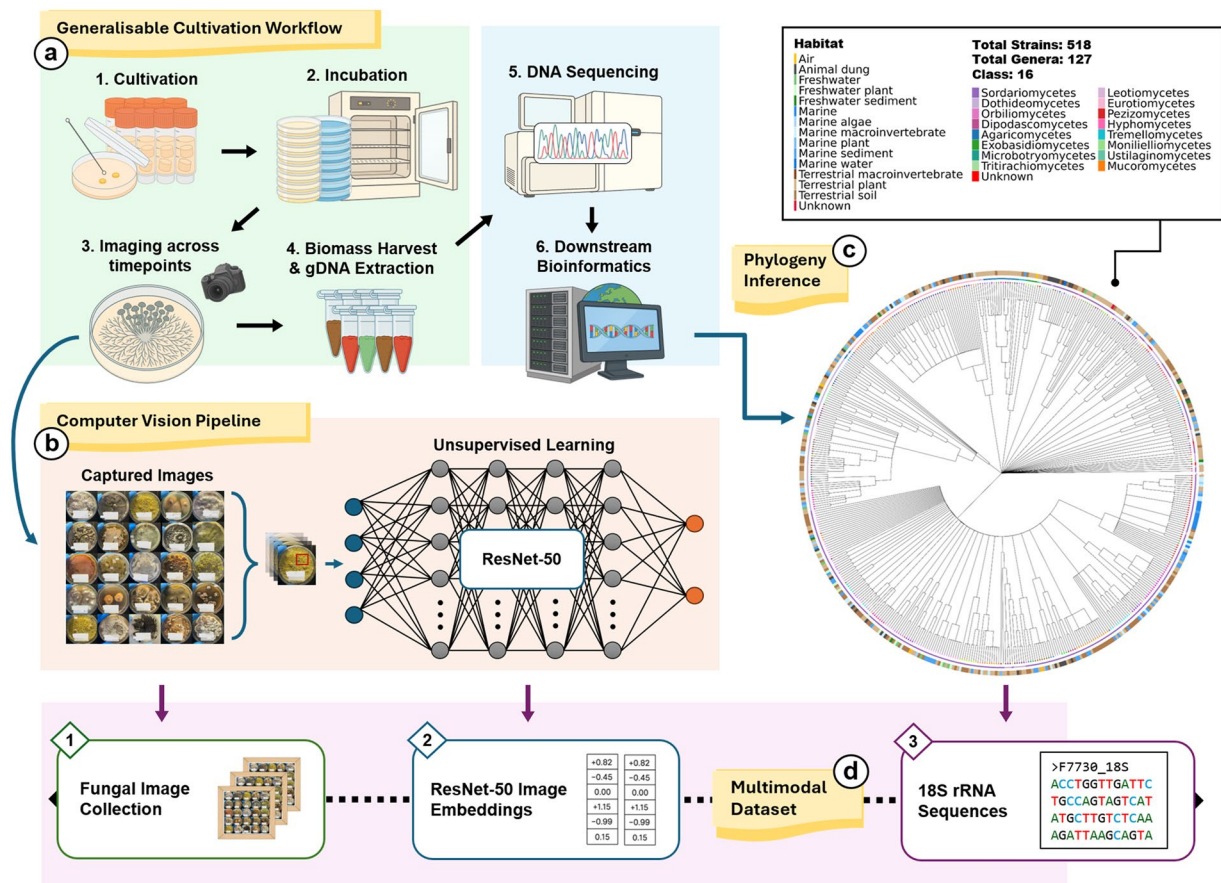 Generalisable Cultivation Workflow
a
1. Cultivation
2. Incubation
3. Imaging across
timepoints
4. Biomass Harvest
& gDNA Extraction
5. DNA Sequencing
6. Downstream
Bioinformatics
Computer Vision Pipeline
b
Captured Images
Unsupervised Learning
ResNet-50
Phylogeny
Inference
c
Habitat
Air
Animal dung
Freshwater
Freshwater plant
Freshwater sediment
Marine
Marine algae
Marine macroinvertebrate
Marine plant
Marine sediment
Marine water
Terrestrial macroinvertebrate
Terrestrial plant
Terrestrial soil
Unknown
Total Strains: 518
Total Genera: 127
Class: 16
Sordariomycetes
Dothideomycetes
Orbiliomycetes
Dipodascomycetes
Agaricomycetes
Exobasidiomycetes
Microbotryomycetes
Tritirachiomycetes
Unknown
Leotiomycetes
Eurotiomycetes
Pezizomycetes
Hyphomycetes
Tremellomycetes
Moniliellomycetes
Ustilaginomycetes
Mucoromycetes
1
Fungal Image
Collection
2
ResNet-50 Image
Embeddings
+0.82 +0.82
−0.45 −0.45
0.00 0.00
+1.15 +1.15
−0.99 −0.99
0.15 0.15
Multimodal
Dataset
d
3
18S rRNA
Sequences
>F7730_18S
ACCTGGTTGATTC
TGCCAGTAGTCAT
ATGCTTGTCTCAA
AGATTAAGCAGTA